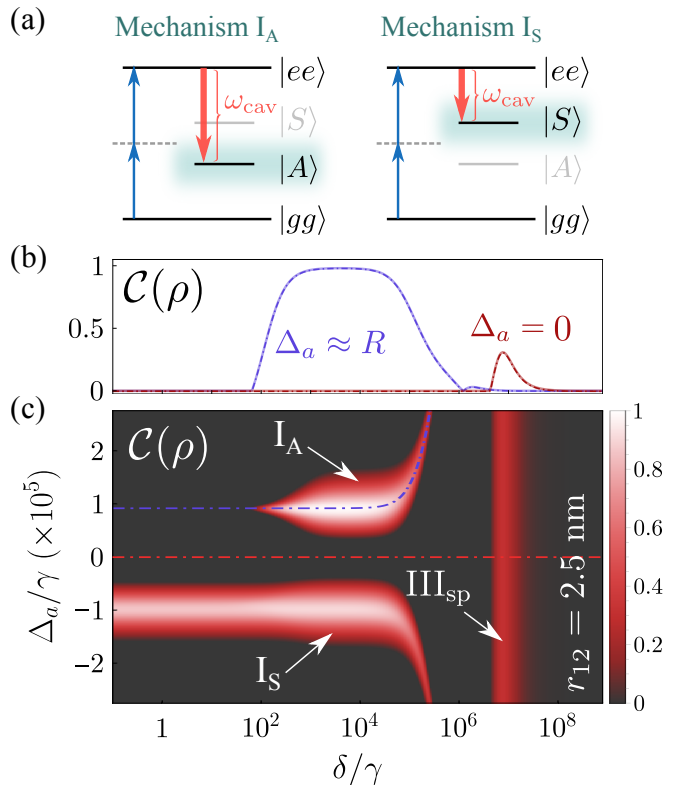 (a)
Mechanism I_A
Mechanism I_S
|ee⟩
ω_cav
|S⟩
|A⟩
|gg⟩
|ee⟩
ω_cav
|S⟩
|A⟩
|gg⟩
(b)
C(ρ)
1
0.5
0
Δ_a ≈ R
Δ_a = 0
(c)
C(ρ)
I_A
I_S
III_sp
r_12 = 2.5 nm
Δ_a/γ (×10^5)
2
1
0
-1
-2
1
10^2
10^4
10^6
10^8
δ/γ
1
0.8
0.6
0.4
0.2
0